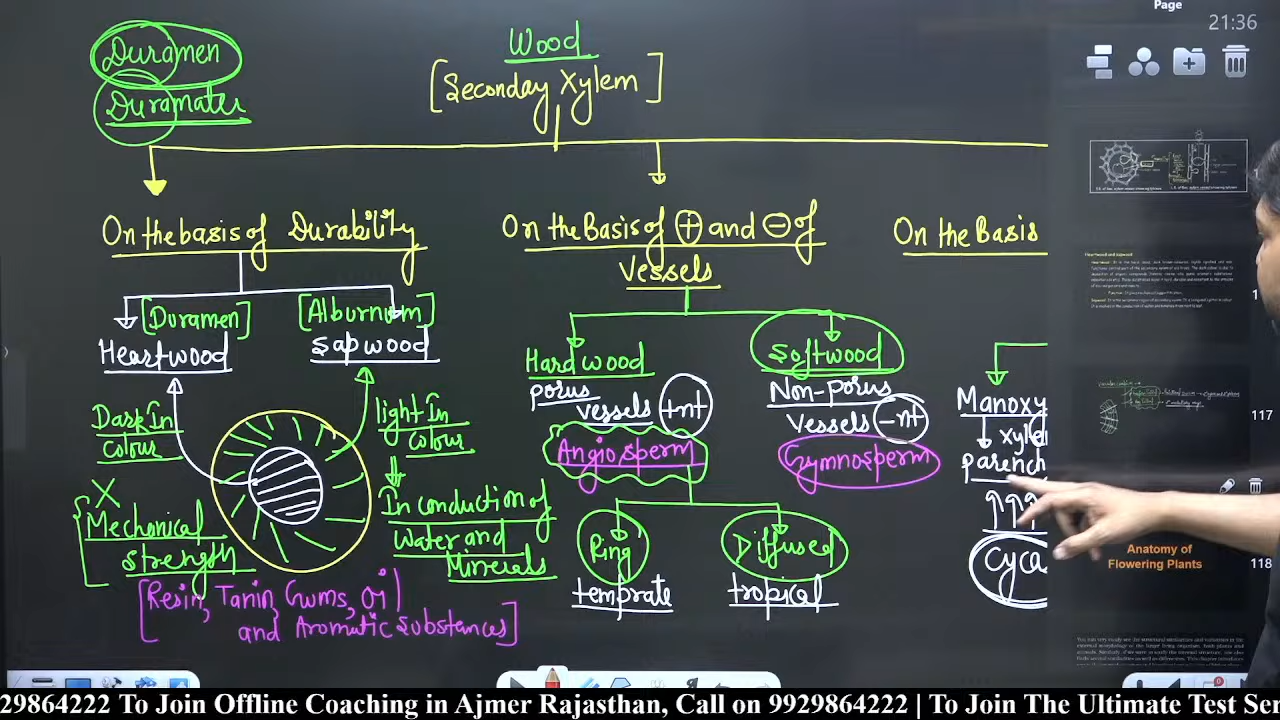 Page
21:36
Duramen
Duramater
Wood
[Seconday Xylem]
On the basis of Durability
On the Basis of + and - of
Vessels
On the Basis
[Duramen]
Heartwood
[Alburnum]
Sapwood
Hardwood
porus
vessels +nt
Angiosperm
Softwood
Non-porus
Vessels -nt
Gymnosperm
Manoxy
xyle
parench
↑↑↑
Cyca
Dark In
Colour
light In
Colour
X
Mechanical
strength
In conduction of
Water and
Minerals
[Resin, Tanin, Gums, Oil
and Aromatic Substances]
Ring
temprate
Diffused
tropical
Heartwood and sapwood
1
117
Anatomy of
Flowering Plants
118
29864222 To Join Offline Coaching in Ajmer Rajasthan, Call on 9929864222 | To Join The Ultimate Test Ser